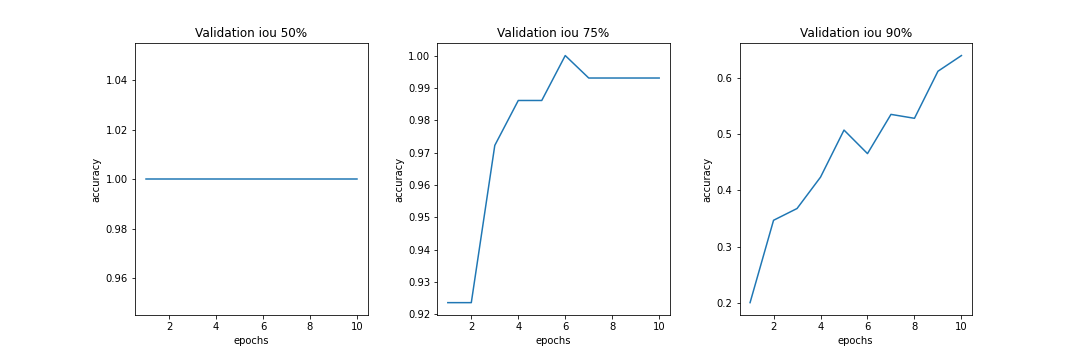 Validation iou 50%
accuracy
1.04
1.02
1.00
0.98
0.96
2 4 6 8 10
epochs
Validation iou 75%
accuracy
1.00
0.99
0.98
0.97
0.96
0.95
0.94
0.93
0.92
2 4 6 8 10
epochs
Validation iou 90%
accuracy
0.6
0.5
0.4
0.3
0.2
2 4 6 8 10
epochs